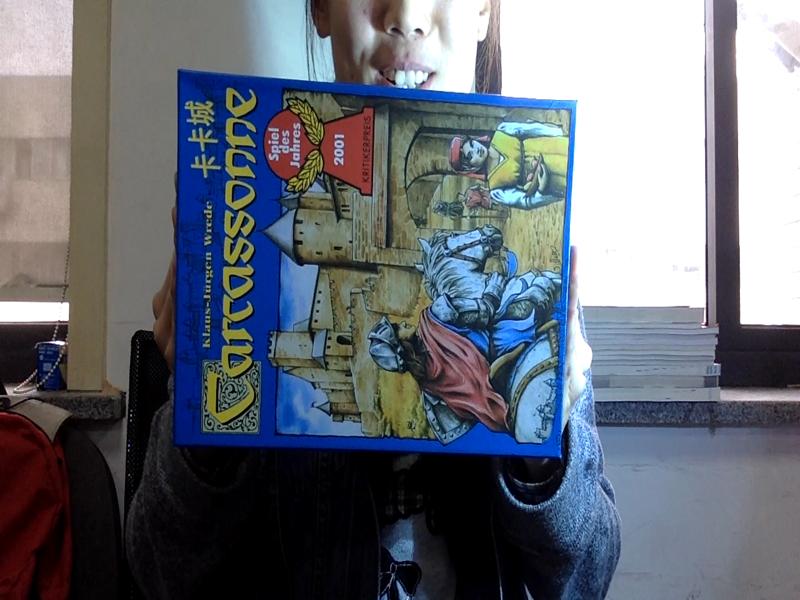 卡卡城
Klaus-Jürgen Wrede
Carcassonne
Spiel
des
Jahres
2001
KRITIKERPREIS